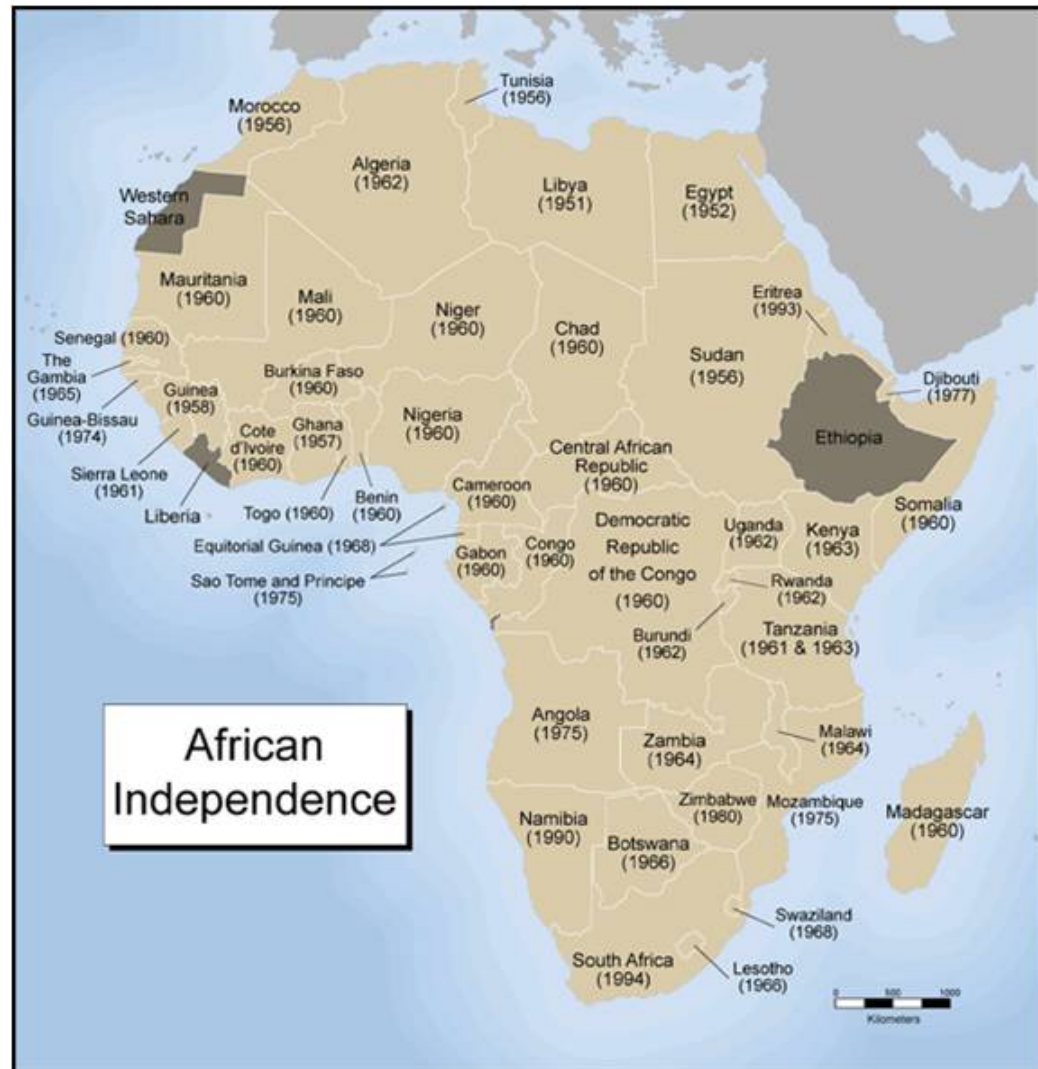 Tunisia
(1956)
Morocco
(1956)
Algeria
(1962)
Libya
(1951)
Egypt
(1952)
Western
Sahara
Mauritania
(1960)
Mali
(1960)
Niger
(1960)
Chad
(1960)
Sudan
(1956)
Eritrea
(1993)
Djibouti
(1977)
Senegal (1960)
The
Gambia
(1965)
Guinea-Bissau
(1974)
Guinea
(1958)
Sierra Leone
(1961)
Liberia
Cote
d'Ivoire
(1960)
Burkina Faso
(1960)
Ghana
(1957)
Togo (1960)
Benin
(1960)
Nigeria
(1960)
Cameroon
(1960)
Central African
Republic
(1960)
Ethiopia
Somalia
(1960)
Equitorial Guinea (1968)
Sao Tome and Principe
(1975)
Gabon
(1960)
Congo
(1960)
Democratic
Republic
of the Congo
(1960)
Uganda
(1962)
Kenya
(1963)
Rwanda
(1962)
Burundi
(1962)
Tanzania
(1961 & 1963)
Angola
(1975)
Zambia
(1964)
Malawi
(1964)
Zimbabwe
(1980)
Mozambique
(1975)
Madagascar
(1960)
Namibia
(1990)
Botswana
(1966)
Swaziland
(1968)
South Africa
(1994)
Lesotho
(1966)
African
Independence
0 500 1000
Kilometers